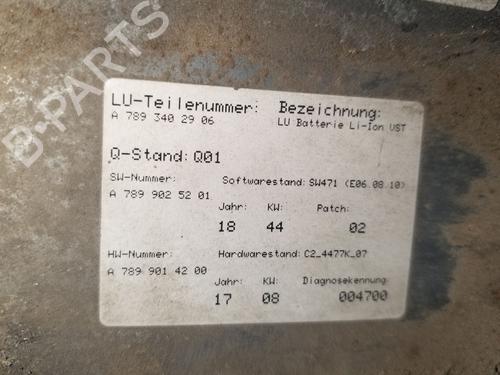 B-PARTS
LU-Teilenummer: Bezeichnung:
A 789 340 29 06 LU Batterie Li-Ion UST
Q-Stand: Q01
SW-Nummer: Softwarestand: SW471 (E06.08.10)
A 789 902 52 01 Jahr: KW: Patch:
18 44 02
HW-Nummer: Hardwarestand: C2_4477K_07
A 789 901 42 00 Jahr: KW: Diagnosekennung
17 08 004700